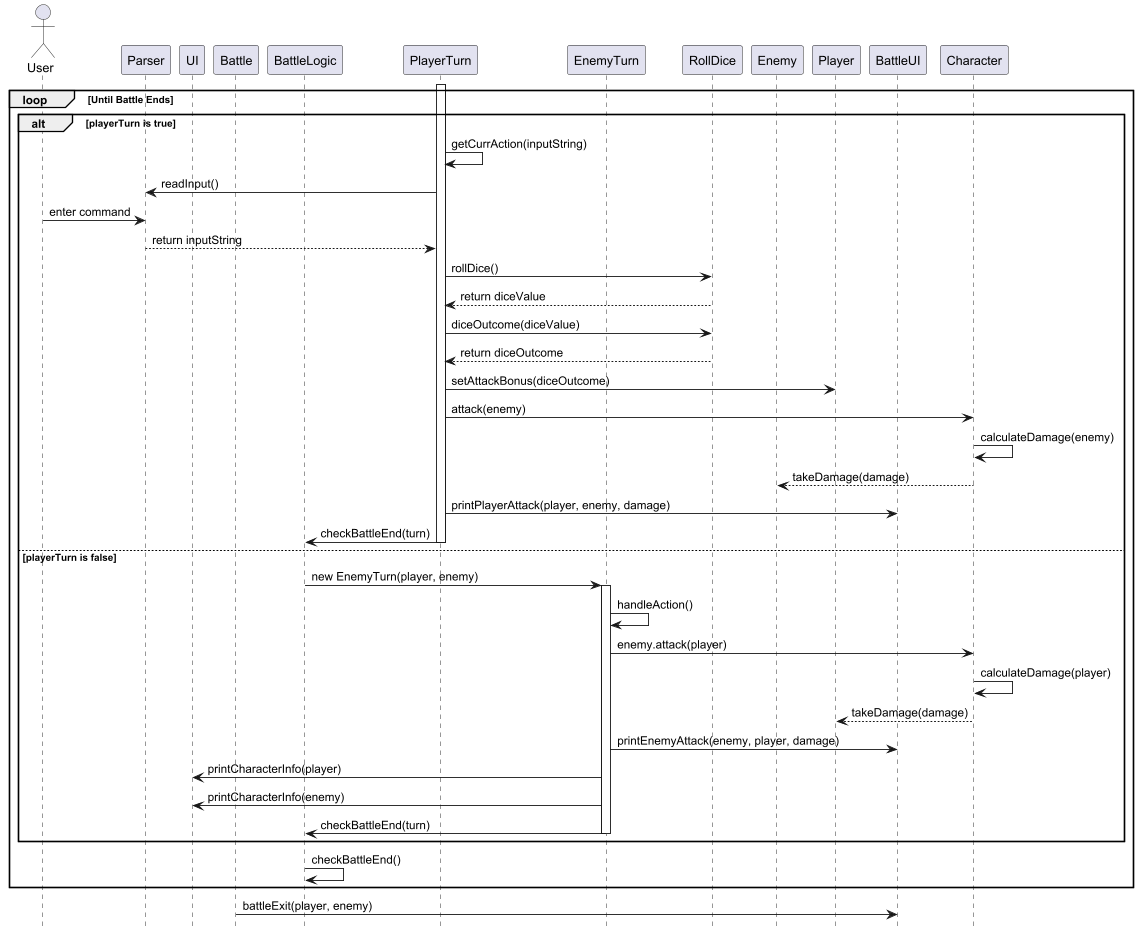 User
Parser
UI
Battle
BattleLogic
PlayerTurn
EnemyTurn
RollDice
Enemy
Player
BattleUI
Character
loop [Until Battle Ends]
alt [playerTurn is true]
getCurrAction(inputString)
readInput()
enter command
return inputString
rollDice()
return diceValue
diceOutcome(diceValue)
return diceOutcome
setAttackBonus(diceOutcome)
attack(enemy)
calculateDamage(enemy)
takeDamage(damage)
printPlayerAttack(player, enemy, damage)
checkBattleEnd(turn)
[playerTurn is false]
new EnemyTurn(player, enemy)
handleAction()
enemy.attack(player)
calculateDamage(player)
takeDamage(damage)
printEnemyAttack(enemy, player, damage)
printCharacterInfo(player)
printCharacterInfo(enemy)
checkBattleEnd(turn)
checkBattleEnd()
battleExit(player, enemy)